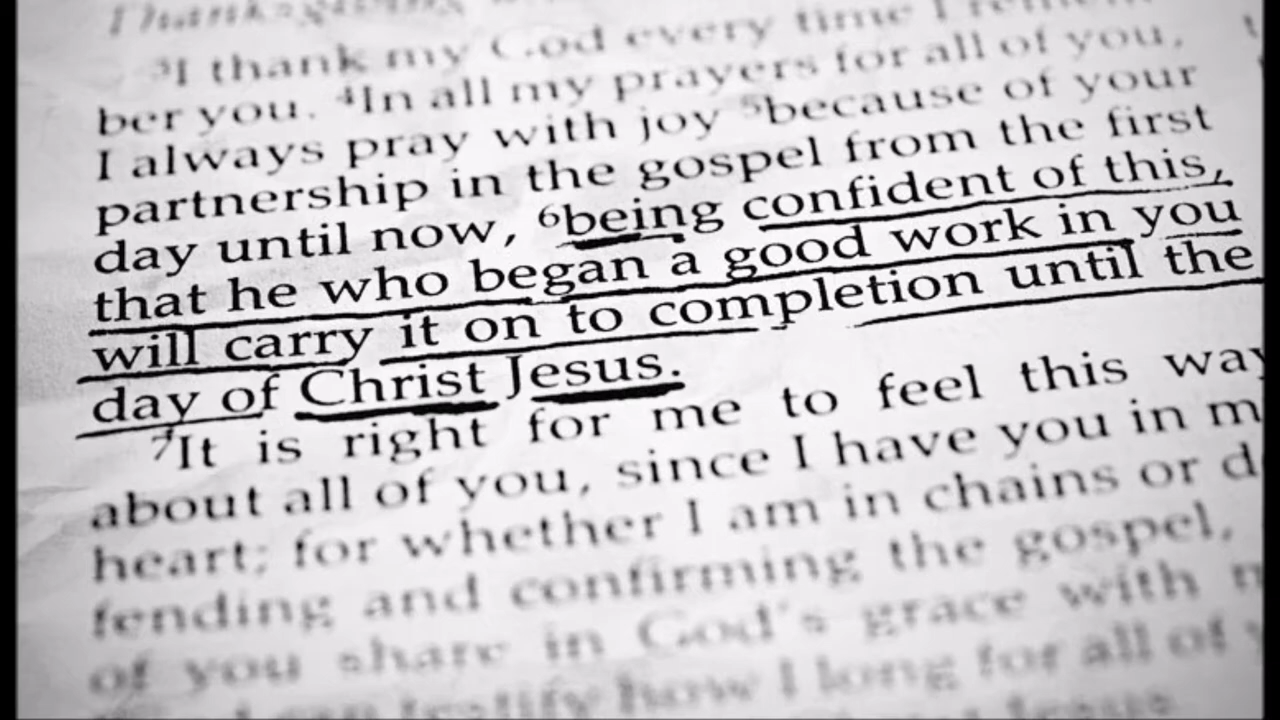 Thanksgiving
³I thank my God every time I remem-
ber you. ⁴In all my prayers for all of you,
I always pray with joy ⁵because of your
partnership in the gospel from the first
day until now, ⁶being confident of this,
that he who began a good work in you
will carry it on to completion until the
day of Christ Jesus.
⁷It is right for me to feel this way
about all of you, since I have you in m
heart; for whether I am in chains or d
fending and confirming the gospel,
of you share in God's grace with m
can testify how I long for all of
Jesus